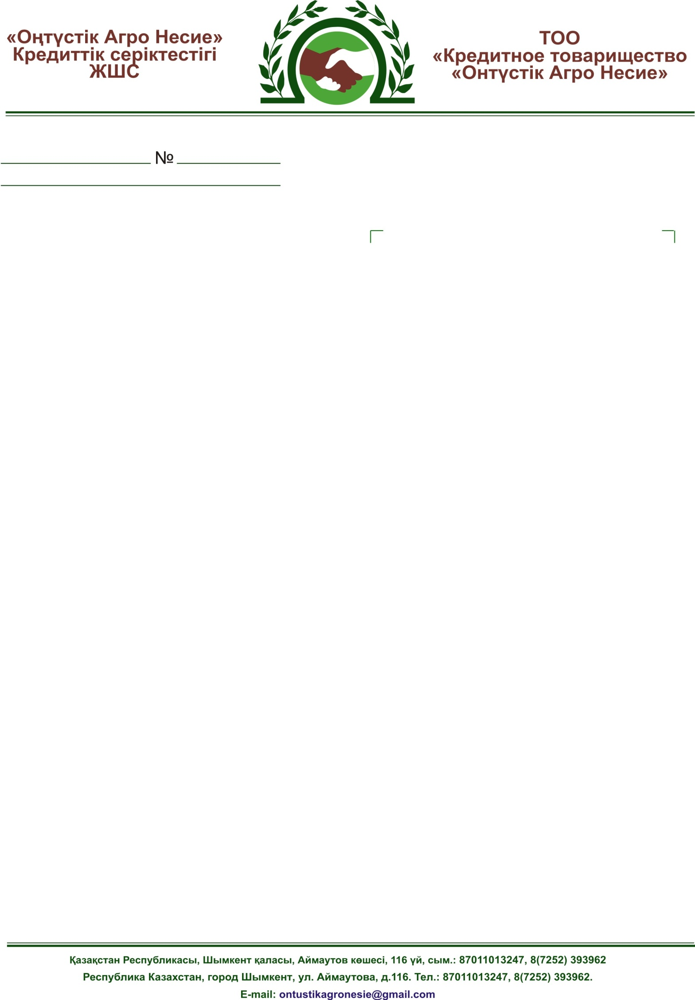 «Оңтүстік Агро Несие»
Кредиттік серіктестігі
ЖШС
ТОО
«Кредитное товарищество
«Онтүстік Агро Несие»
№
Қазақстан Республикасы, Шымкент қаласы, Аймаутов көшесі, 116 үй, сым.: 87011013247, 8(7252) 393962
Республика Казахстан, город Шымкент, ул. Аймаутова, д.116. Тел.: 87011013247, 8(7252) 393962.
E-mail: ontustikagronesie@gmail.com